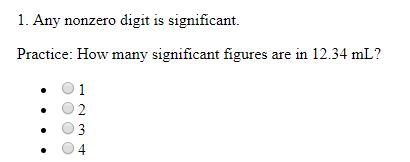 1. Any nonzero digit is significant.
Practice: How many significant figures are in 12.34 mL?
1
2
3
4